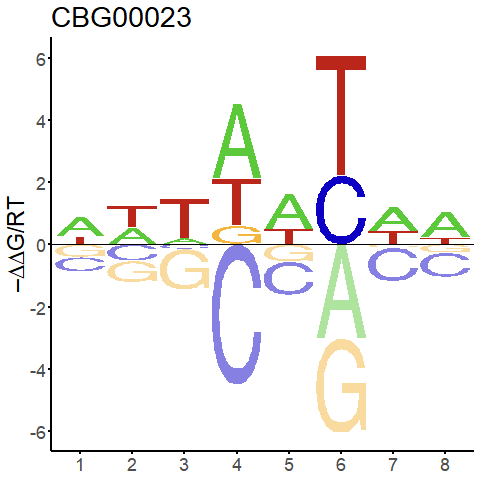 CBG00023
−ΔΔG/RT
6
4
2
0
-2
-4
-6
A T G C
T A C G
T A C G
A T G C
A T G C
T C A G
A T G C
A T G C
1 2 3 4 5 6 7 8